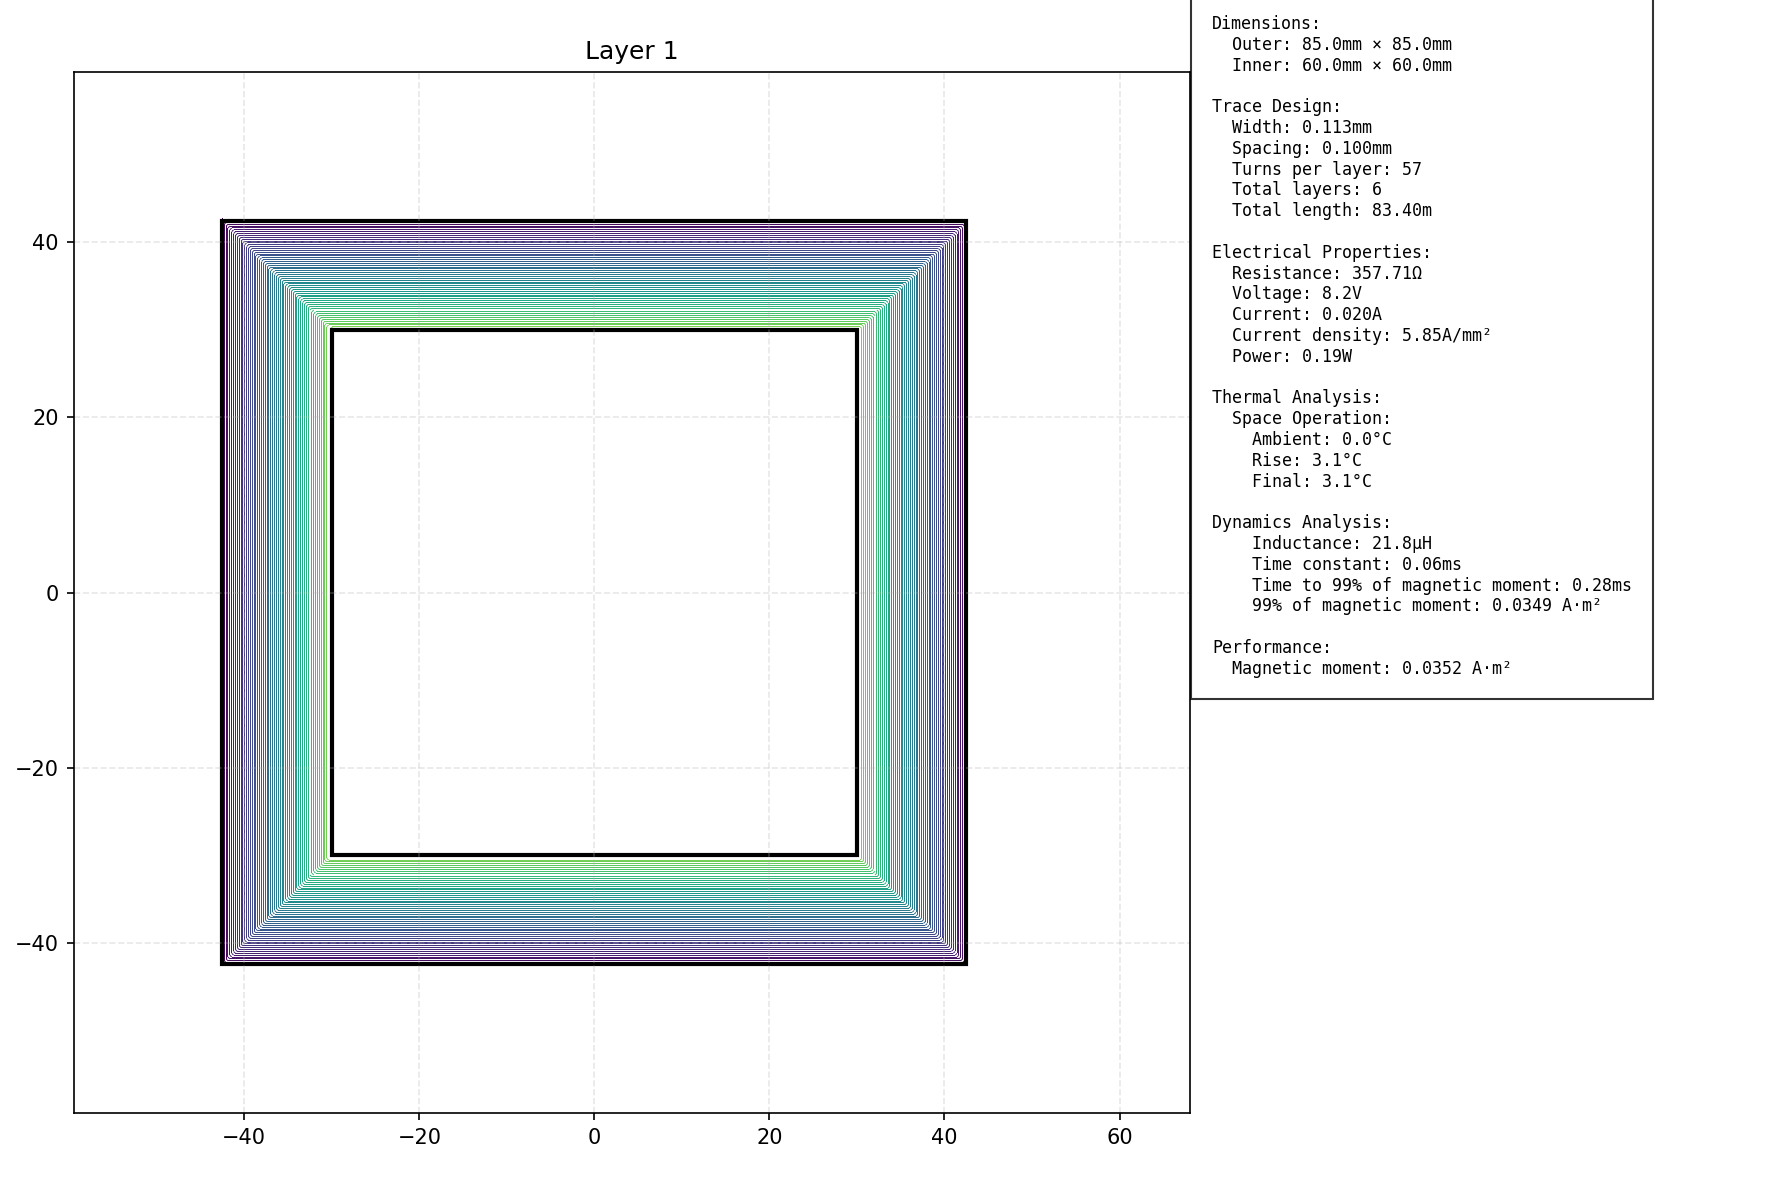 Layer 1
40
20
0
−20
−40
−40 −20 0 20 40 60
Dimensions:
Outer: 85.0mm × 85.0mm
Inner: 60.0mm × 60.0mm
Trace Design:
Width: 0.113mm
Spacing: 0.100mm
Turns per layer: 57
Total layers: 6
Total length: 83.40m
Electrical Properties:
Resistance: 357.71Ω
Voltage: 8.2V
Current: 0.020A
Current density: 5.85A/mm²
Power: 0.19W
Thermal Analysis:
Space Operation:
Ambient: 0.0°C
Rise: 3.1°C
Final: 3.1°C
Dynamics Analysis:
Inductance: 21.8μH
Time constant: 0.06ms
Time to 99% of magnetic moment: 0.28ms
99% of magnetic moment: 0.0349 A·m²
Performance:
Magnetic moment: 0.0352 A·m²